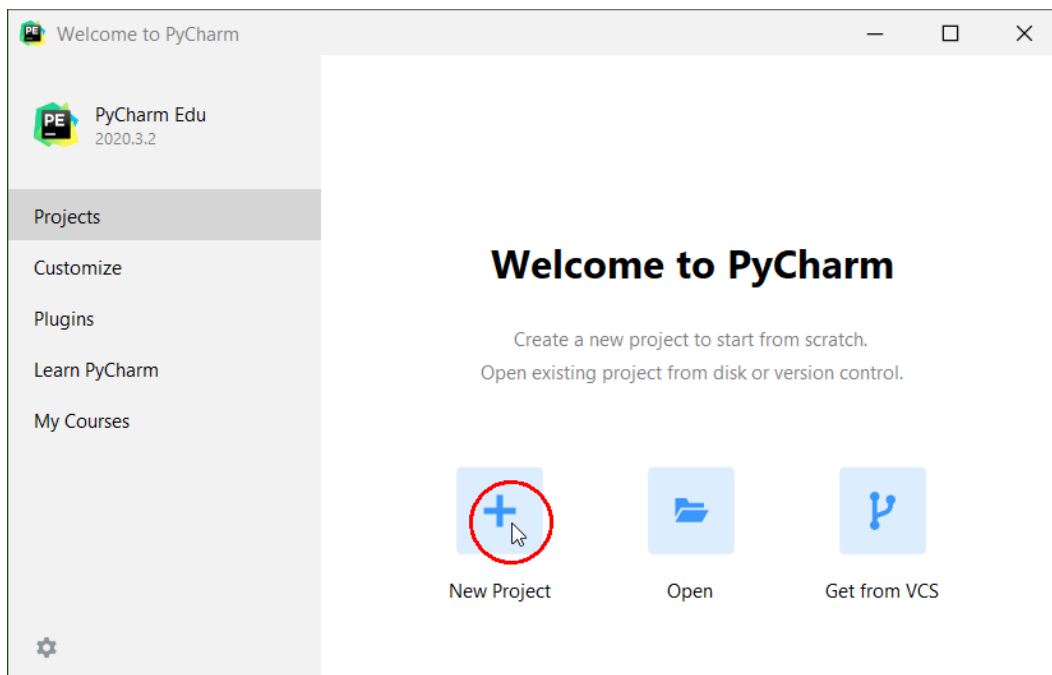 PE
Welcome to PyCharm
PE
PyCharm Edu
2020.3.2
Projects
Customize
Plugins
Learn PyCharm
My Courses
Welcome to PyCharm
Create a new project to start from scratch.
Open existing project from disk or version control.
New Project
Open
Get from VCS